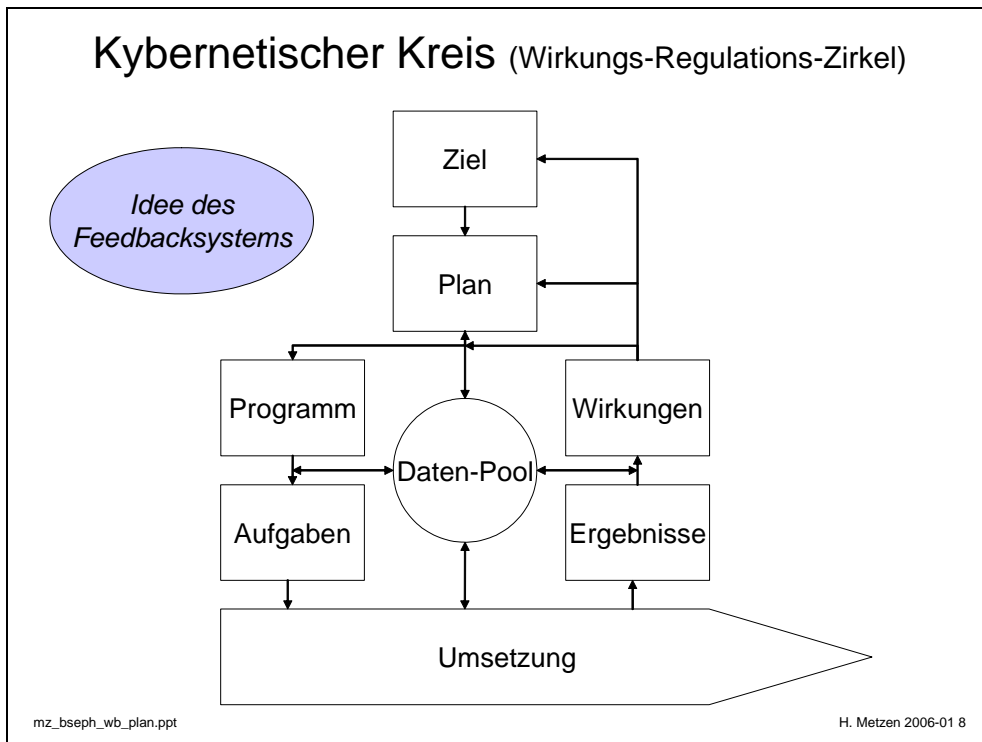 Kybernetischer Kreis (Wirkungs-Regulations-Zirkel)
Idee des
Feedbacksystems
Ziel
Plan
Programm
Wirkungen
Daten-Pool
Aufgaben
Ergebnisse
Umsetzung
mz_bseph_wb_plan.ppt
H. Metzen 2006-01 8